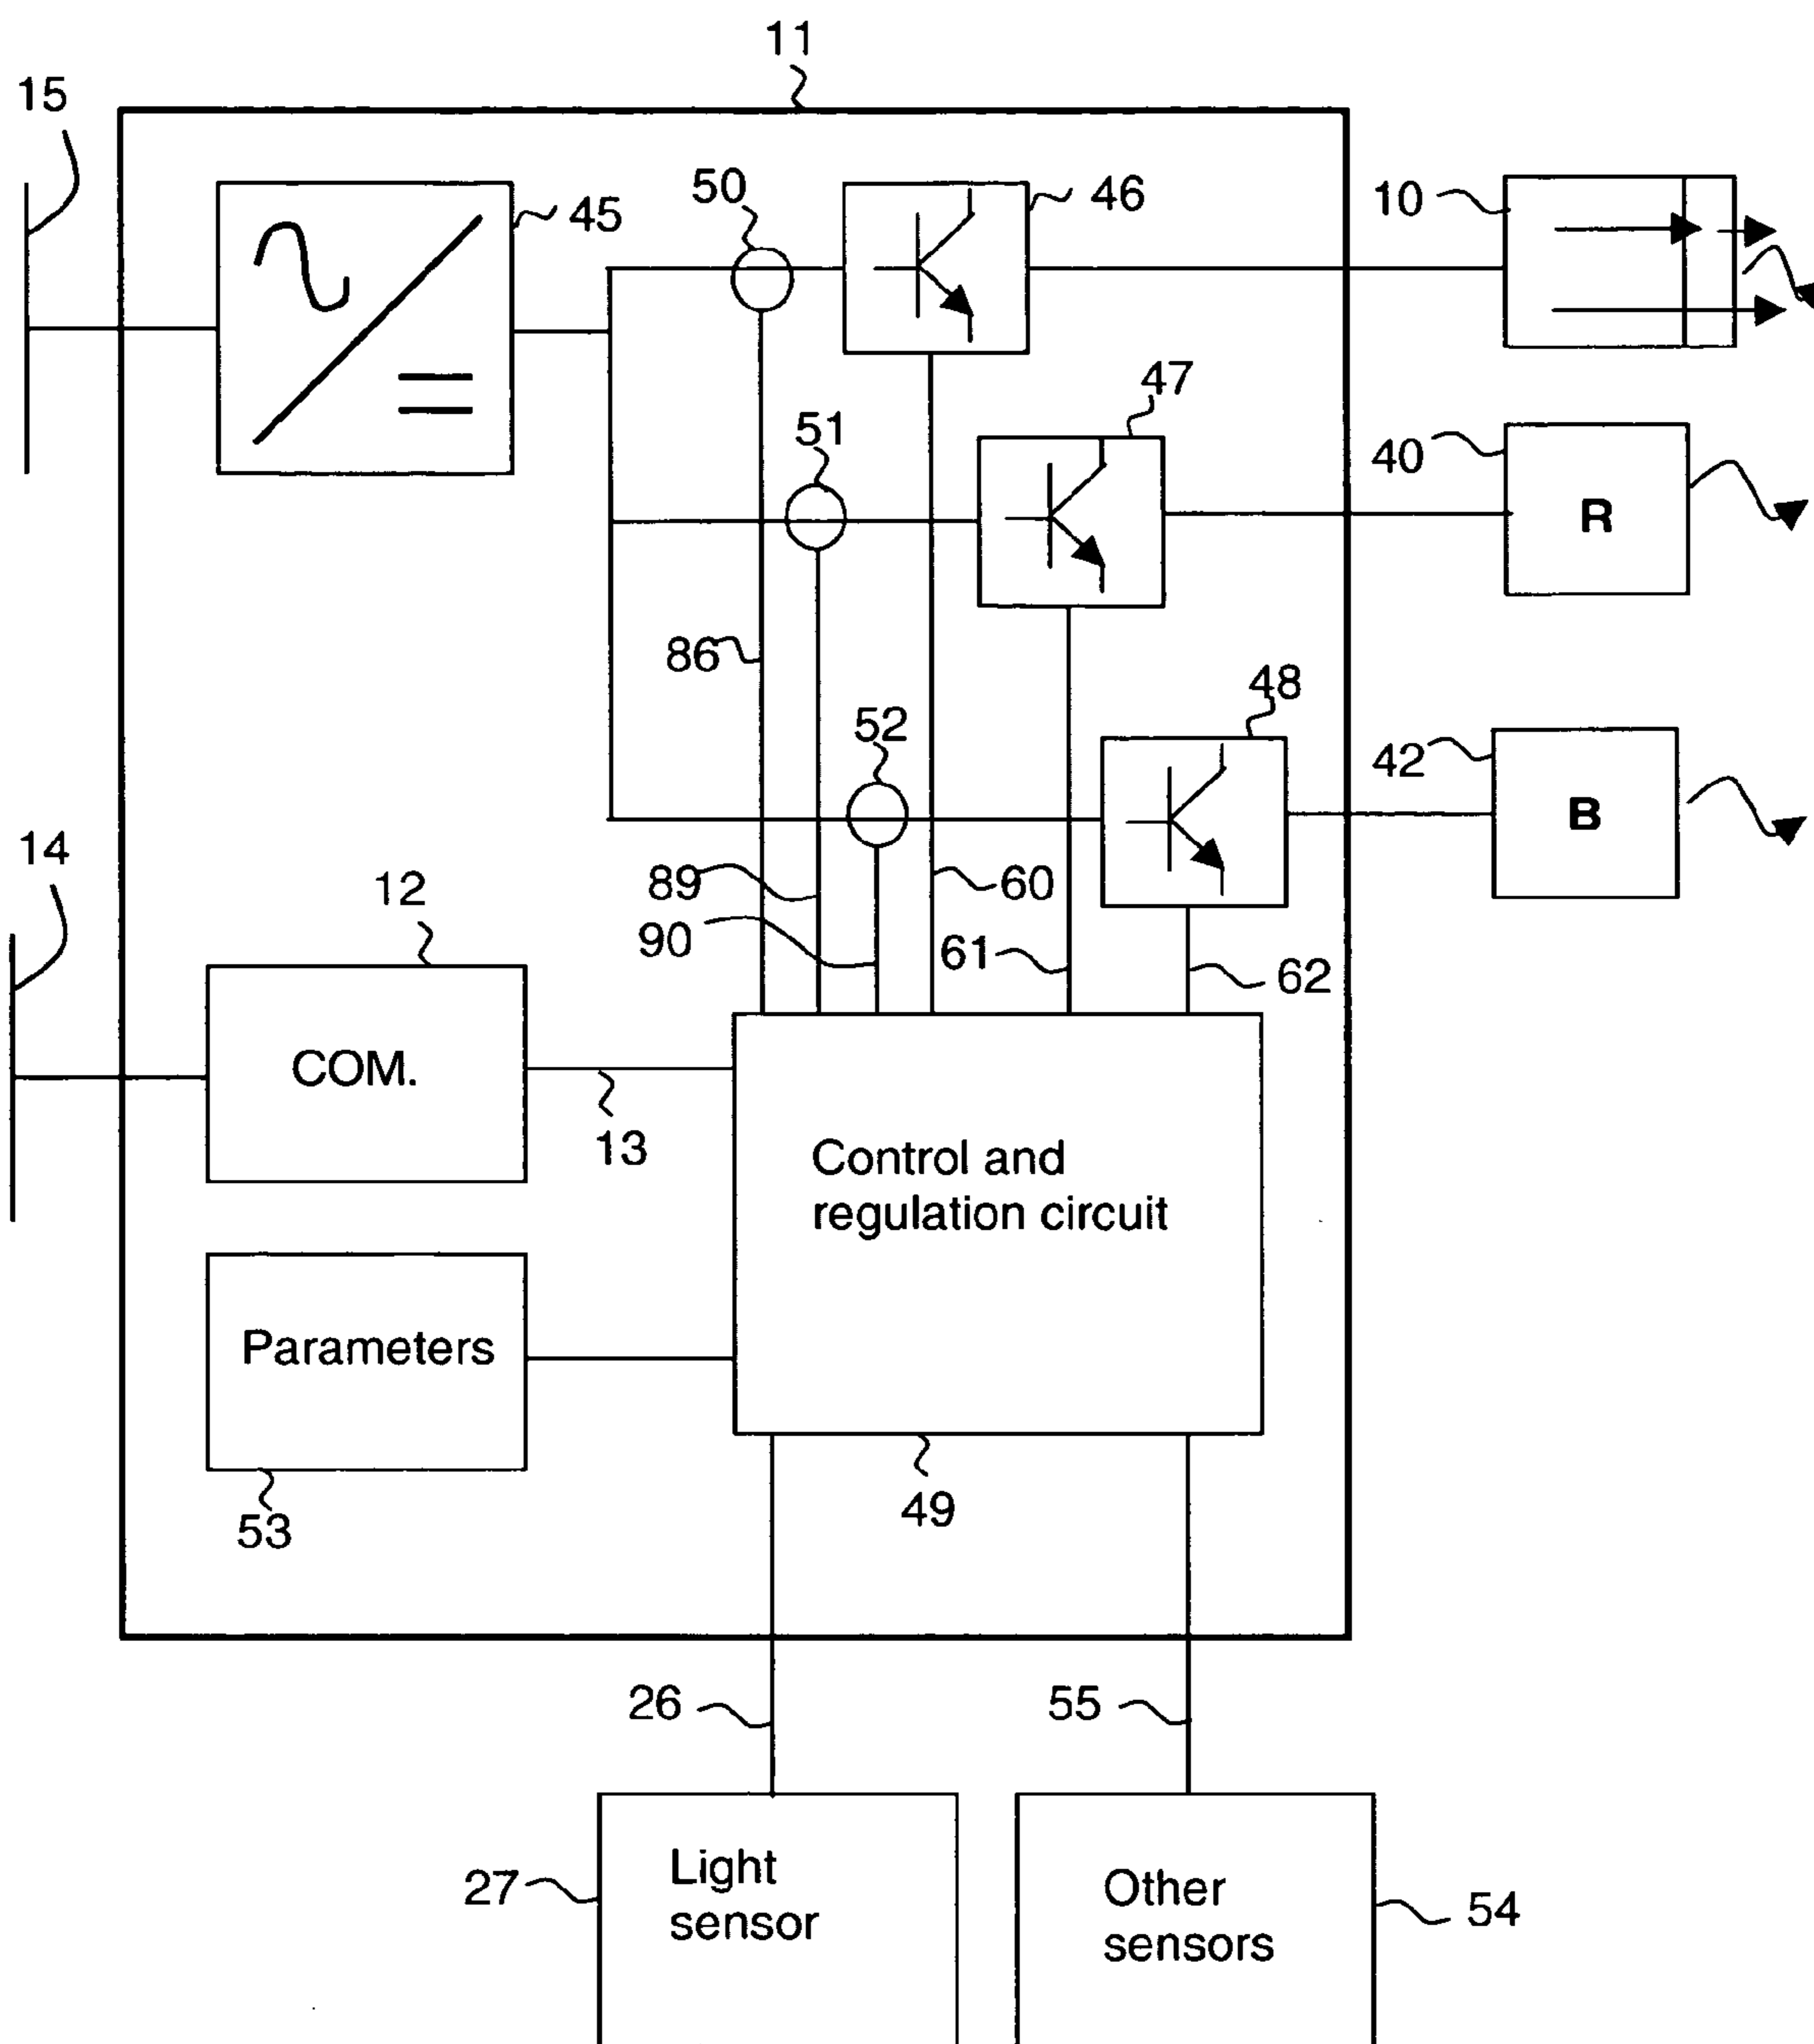 11
15
50
46
10
45
47
51
40
R
86
48
52
42
B
14
12
89
60
90
61
62
COM.
13
Control and
regulation circuit
Parameters
53
49
26
55
27
Light
sensor
Other
sensors
54